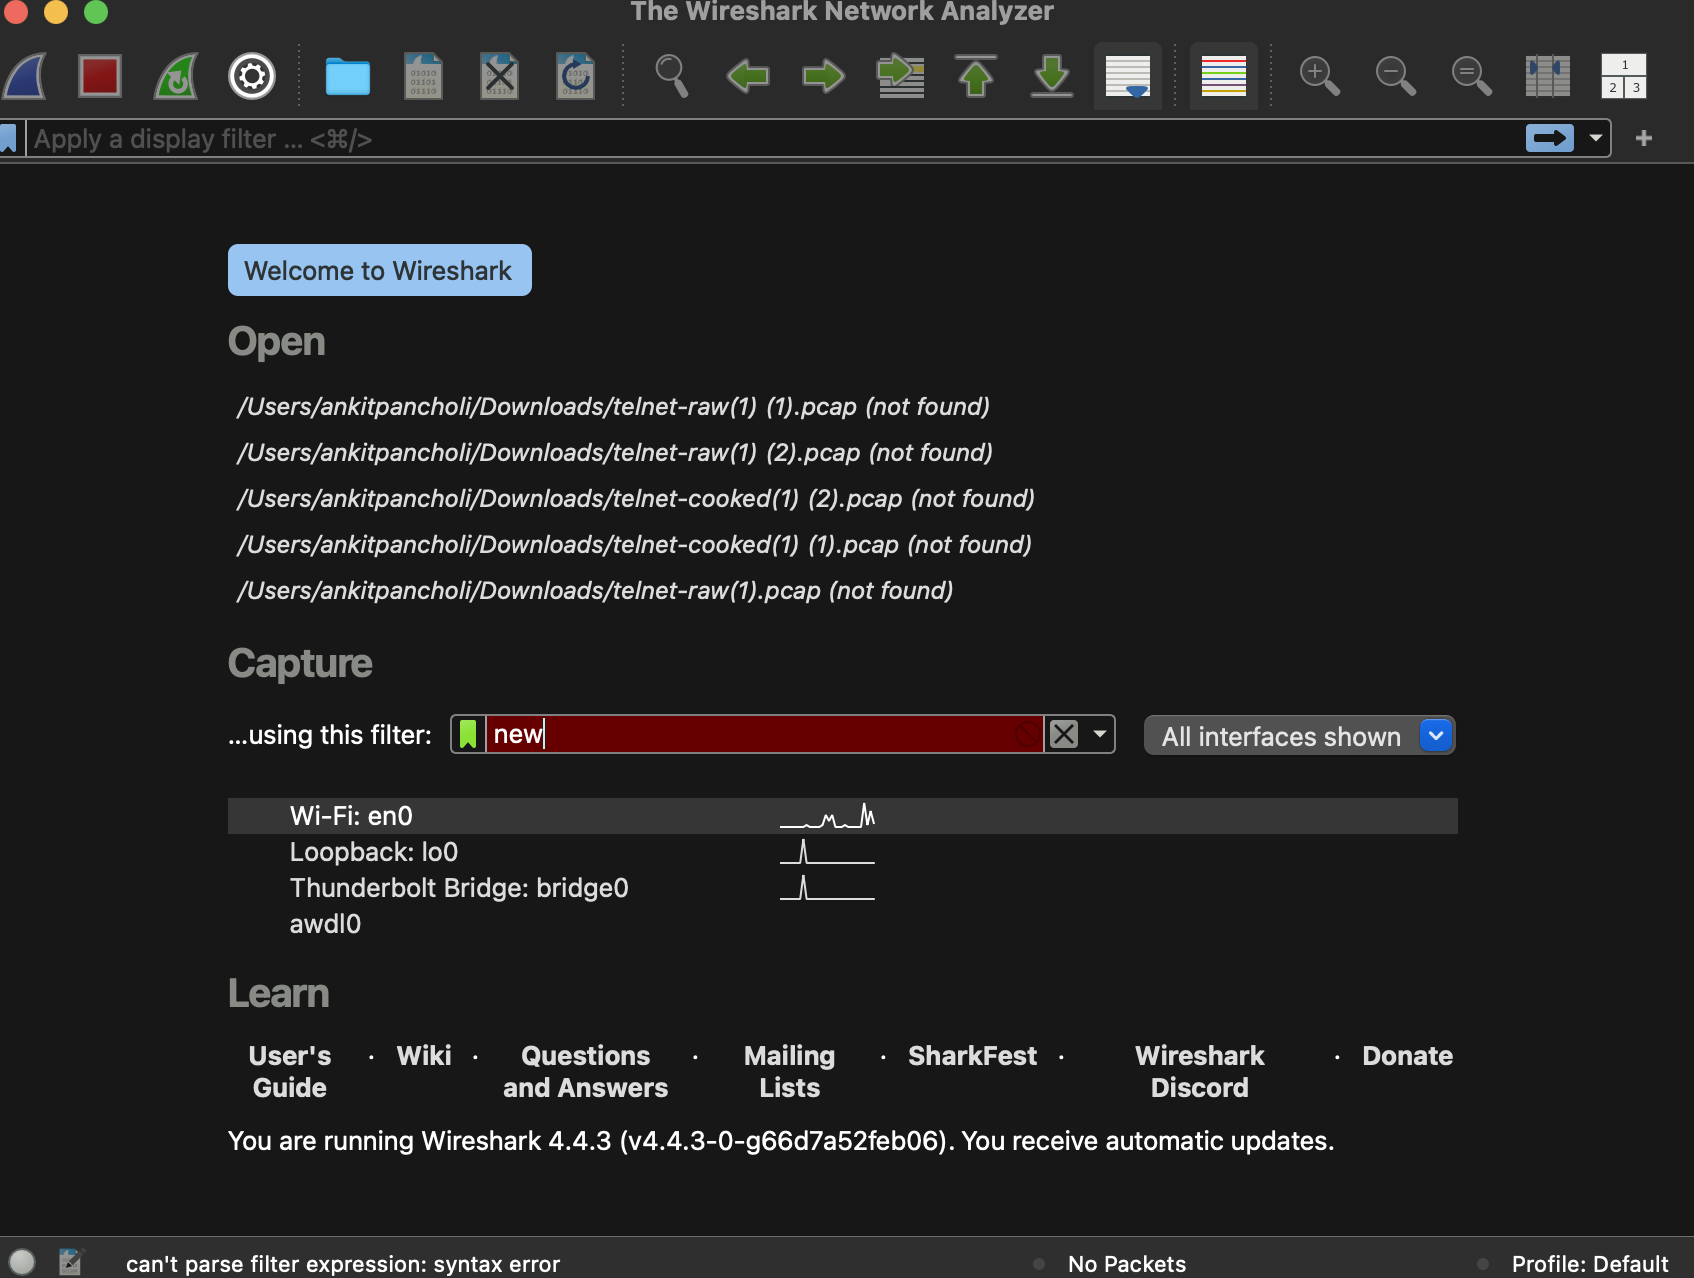 The Wireshark Network Analyzer
1
2 3
Apply a display filter ... <⌘/>
Welcome to Wireshark
Open
/Users/ankitpancholi/Downloads/telnet-raw(1) (1).pcap (not found)
/Users/ankitpancholi/Downloads/telnet-raw(1) (2).pcap (not found)
/Users/ankitpancholi/Downloads/telnet-cooked(1) (2).pcap (not found)
/Users/ankitpancholi/Downloads/telnet-cooked(1) (1).pcap (not found)
/Users/ankitpancholi/Downloads/telnet-raw(1).pcap (not found)
Capture
...using this filter: new All interfaces shown
Wi-Fi: en0
Loopback: lo0
Thunderbolt Bridge: bridge0
awdl0
Learn
User's Guide · Wiki · Questions and Answers · Mailing Lists · SharkFest · Wireshark Discord · Donate
You are running Wireshark 4.4.3 (v4.4.3-0-g66d7a52feb06). You receive automatic updates.
can't parse filter expression: syntax error No Packets Profile: Default